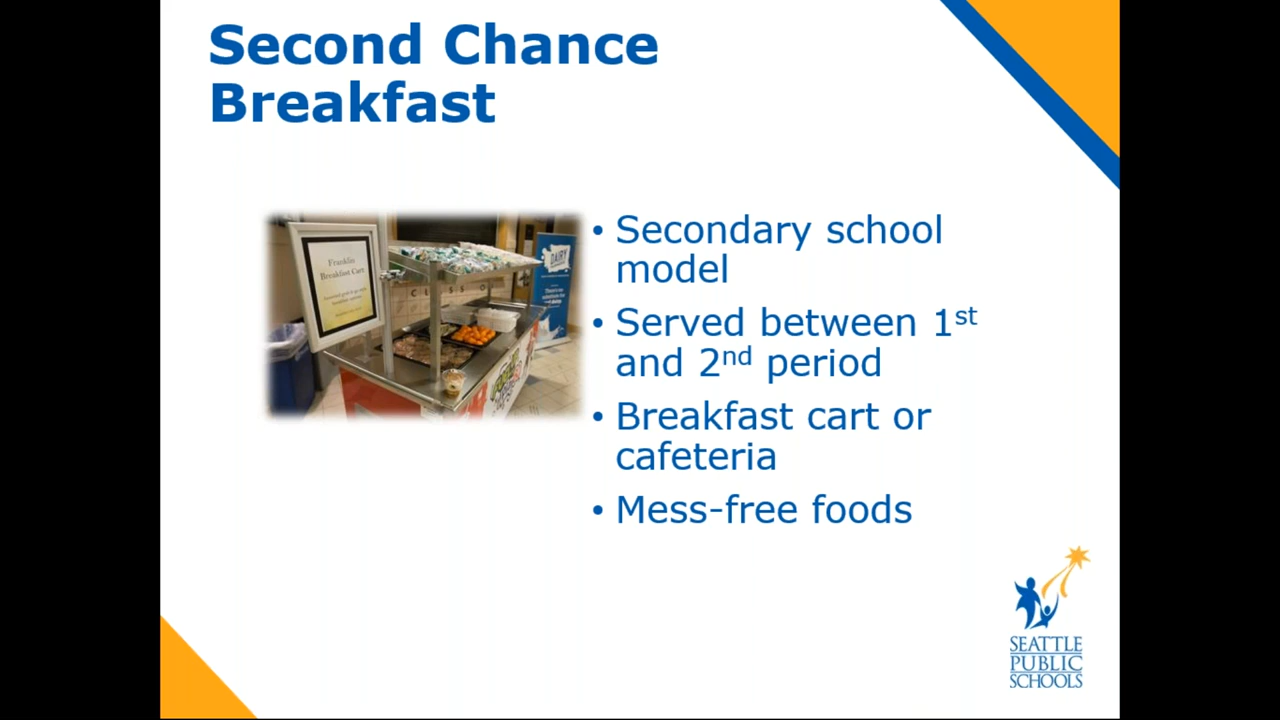 Second Chance
Breakfast
Franklin
Breakfast Cart
DAIRY
• Secondary school
model
• Served between 1st
and 2nd period
• Breakfast cart or
cafeteria
• Mess-free foods
SEATTLE
PUBLIC
SCHOOLS